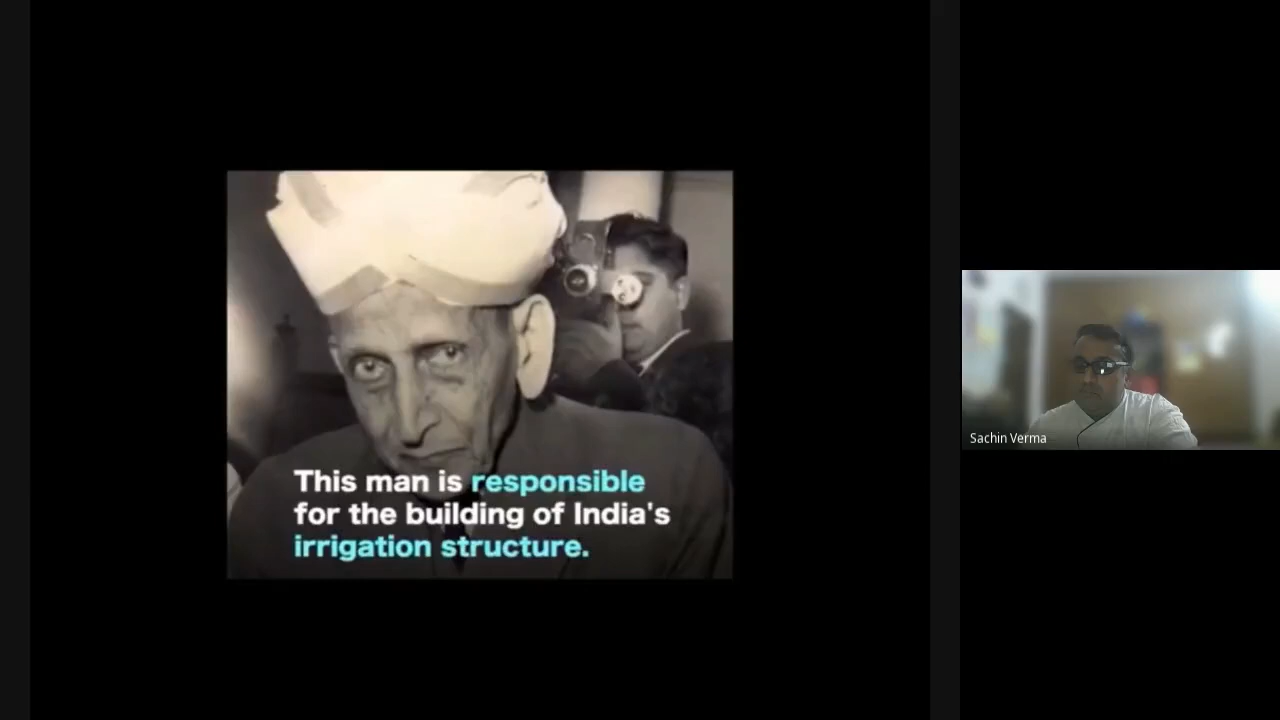 This man is responsible
for the building of India's
irrigation structure.
Sachin Verma